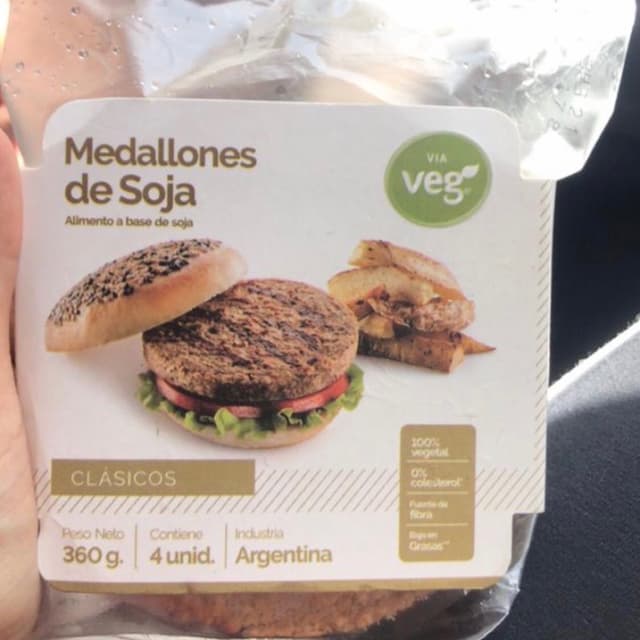 Medallones
de Soja
Alimento a base de soja
VIA
veg
CLÁSICOS
100%
vegetal
0%
colesterol*
Fuente de
fibra
Bajo en
Grasas**
Peso Neto
360 g.
Contiene
4 unid.
Industria
Argentina